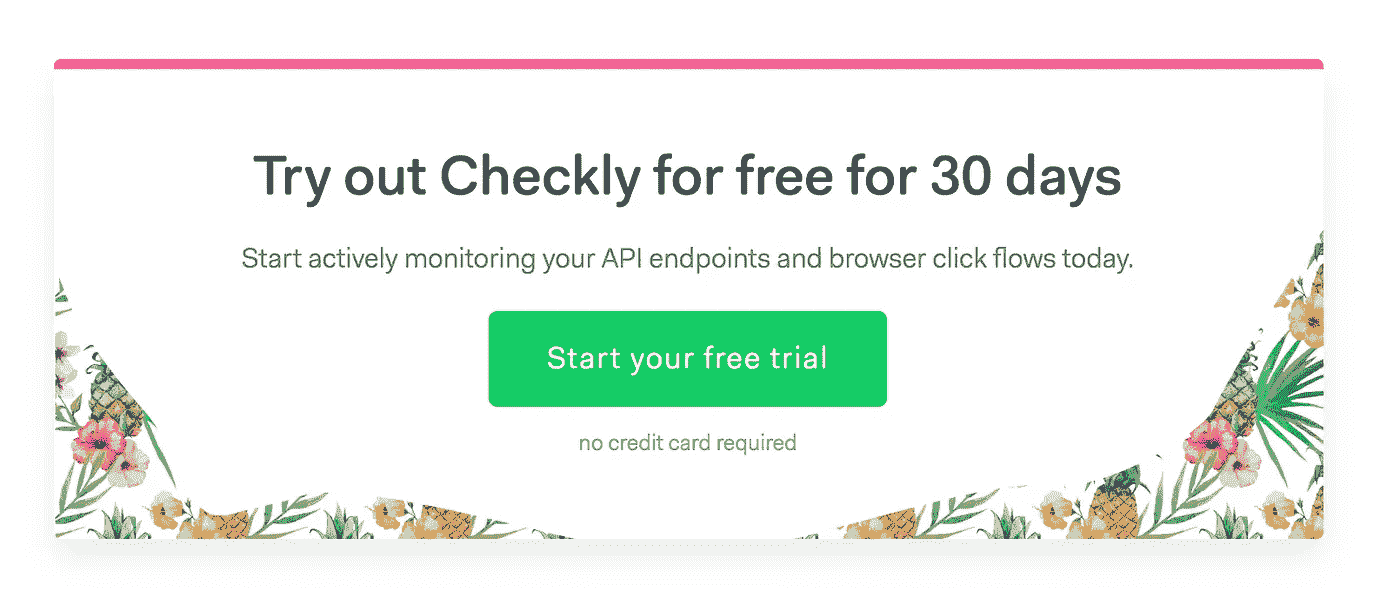 Try out Checkly for free for 30 days
Start actively monitoring your API endpoints and browser click flows today.
Start your free trial
no credit card required